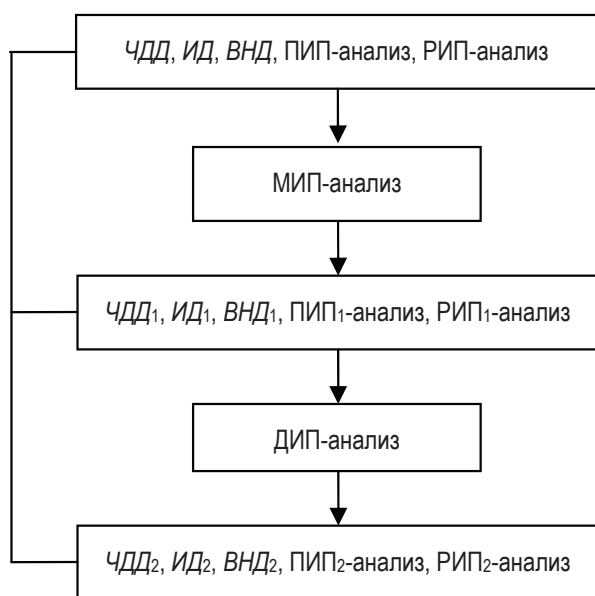 ЧДД, ИД, ВНД, ПИП-анализ, РИП-анализ
МИП-анализ
ЧДД₁, ИД₁, ВНД₁, ПИП₁-анализ, РИП₁-анализ
ДИП-анализ
ЧДД₂, ИД₂, ВНД₂, ПИП₂-анализ, РИП₂-анализ